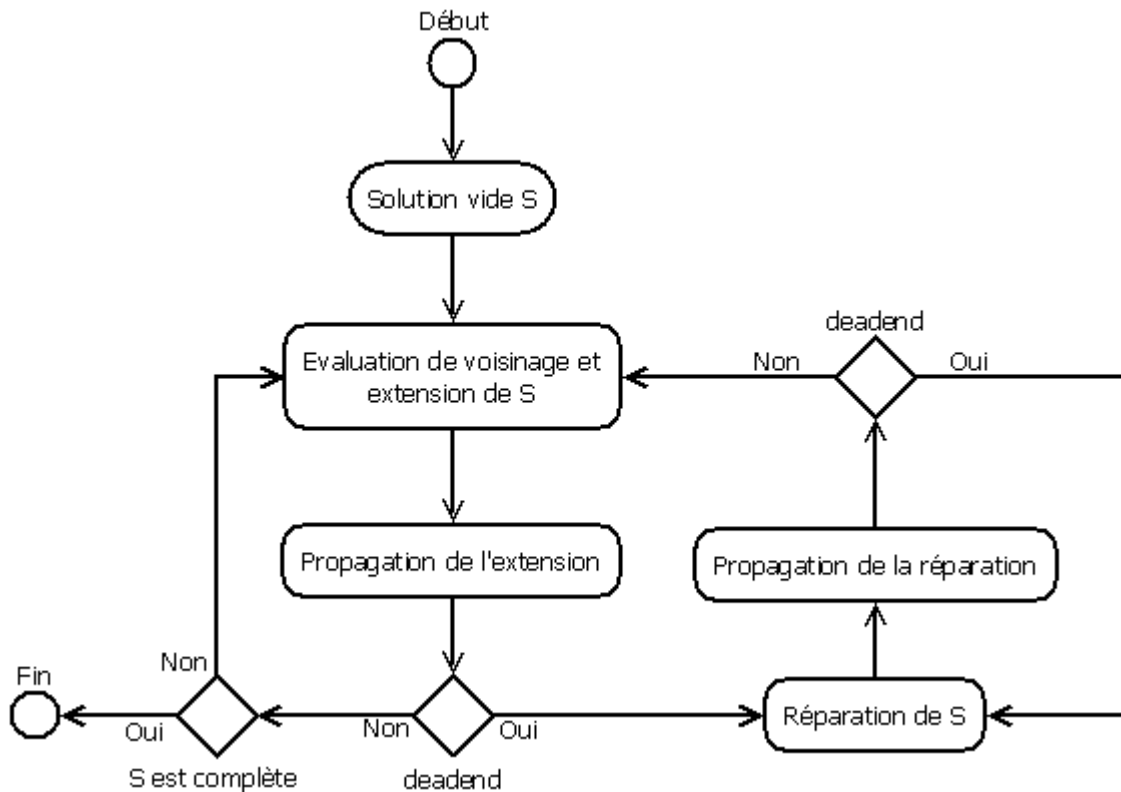 Début
Solution vide S
deadend
Non
Oui
Evaluation de voisinage et
extension de S
Propagation de l'extension
Propagation de la réparation
Non
Fin
Oui
Non
Oui
Réparation de S
S est complète
deadend